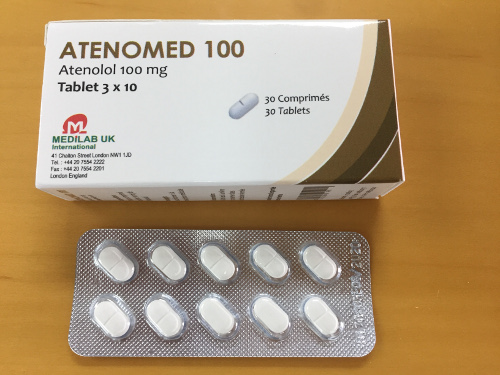 ATENOMED 100
Atenolol 100 mg
Tablet 3 x 10
30 Comprimés
30 Tablets
M
MEDILAB UK
International
41 Chalton Street London NW1 1JD
Tel. : +44 20 7554 2222
Fax : +44 20 7554 2201
London England